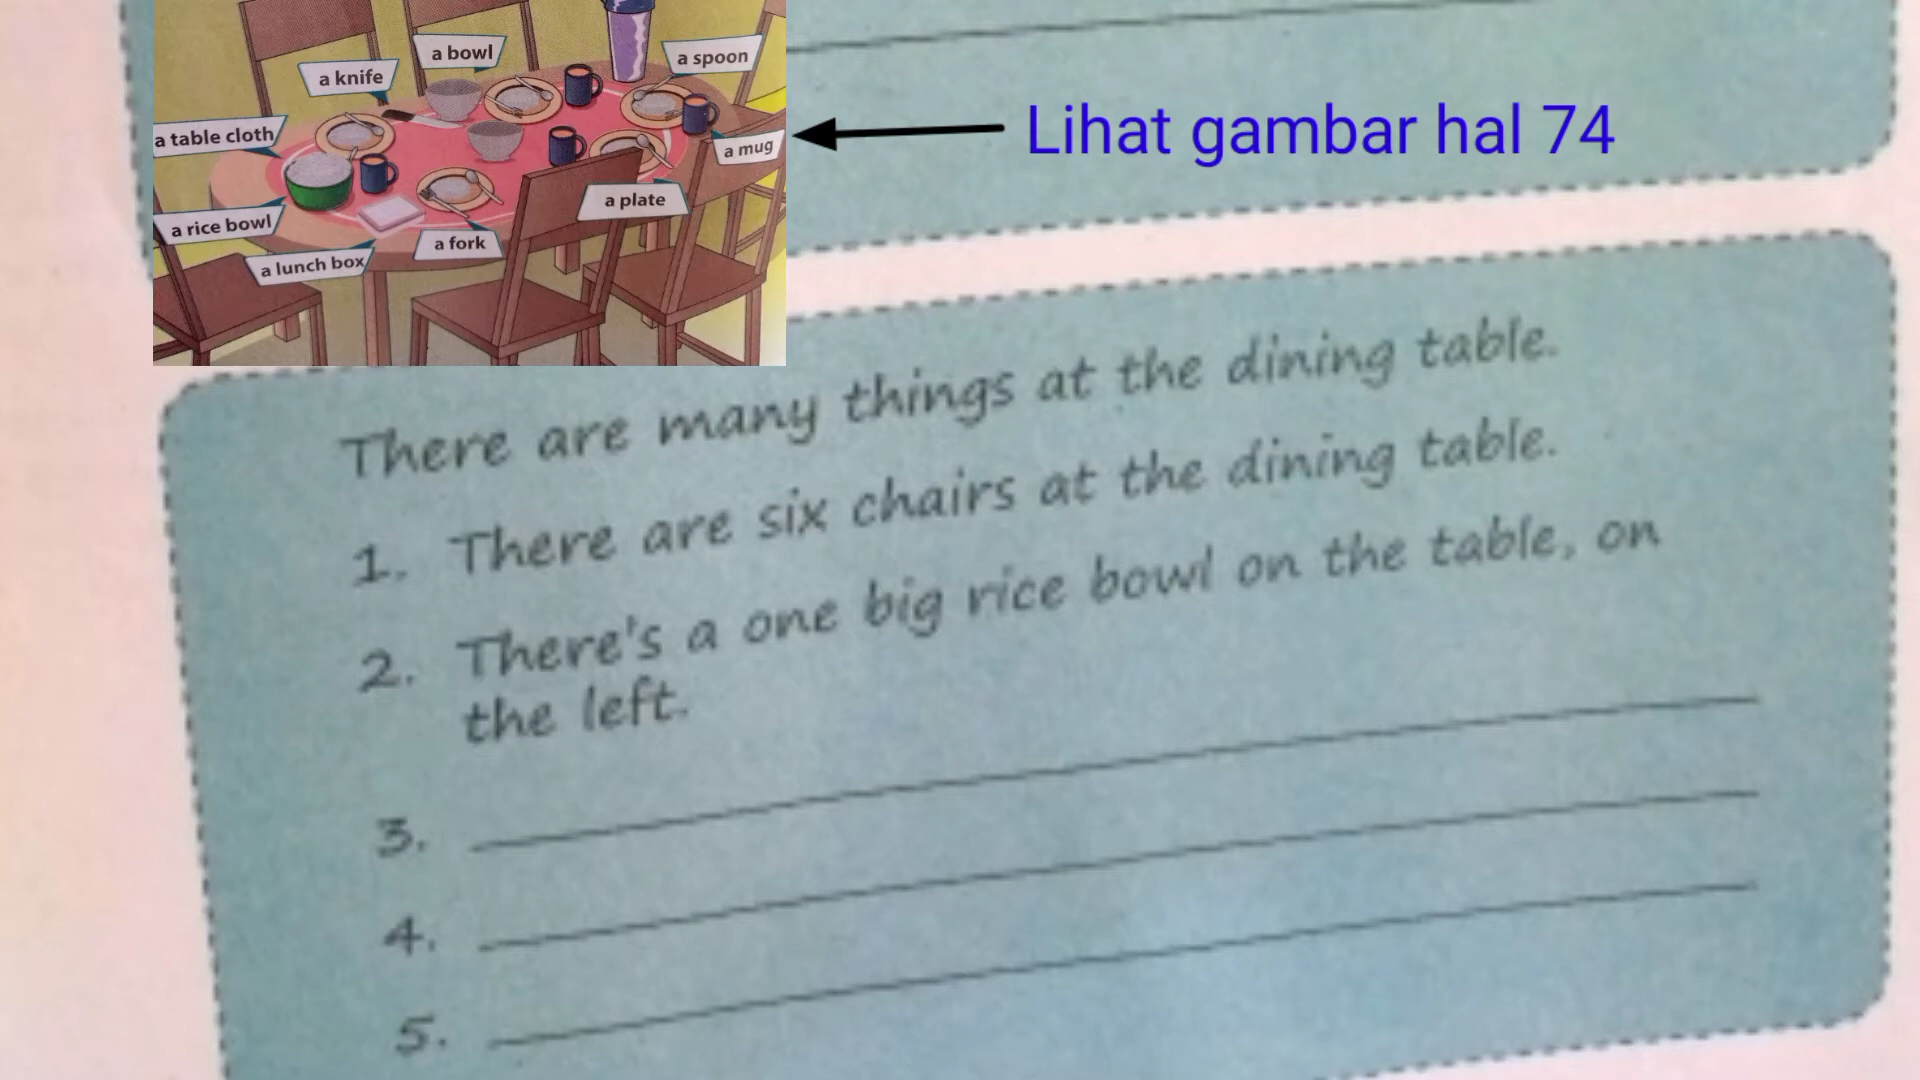 a bowl
a spoon
a knife
a table cloth
a mug
a plate
a rice bowl
a fork
a lunch box
Lihat gambar hal 74
There are many things at the dining table.
1. There are six chairs at the dining table.
2. There's a one big rice bowl on the table, on
the left.
3.
4.
5.